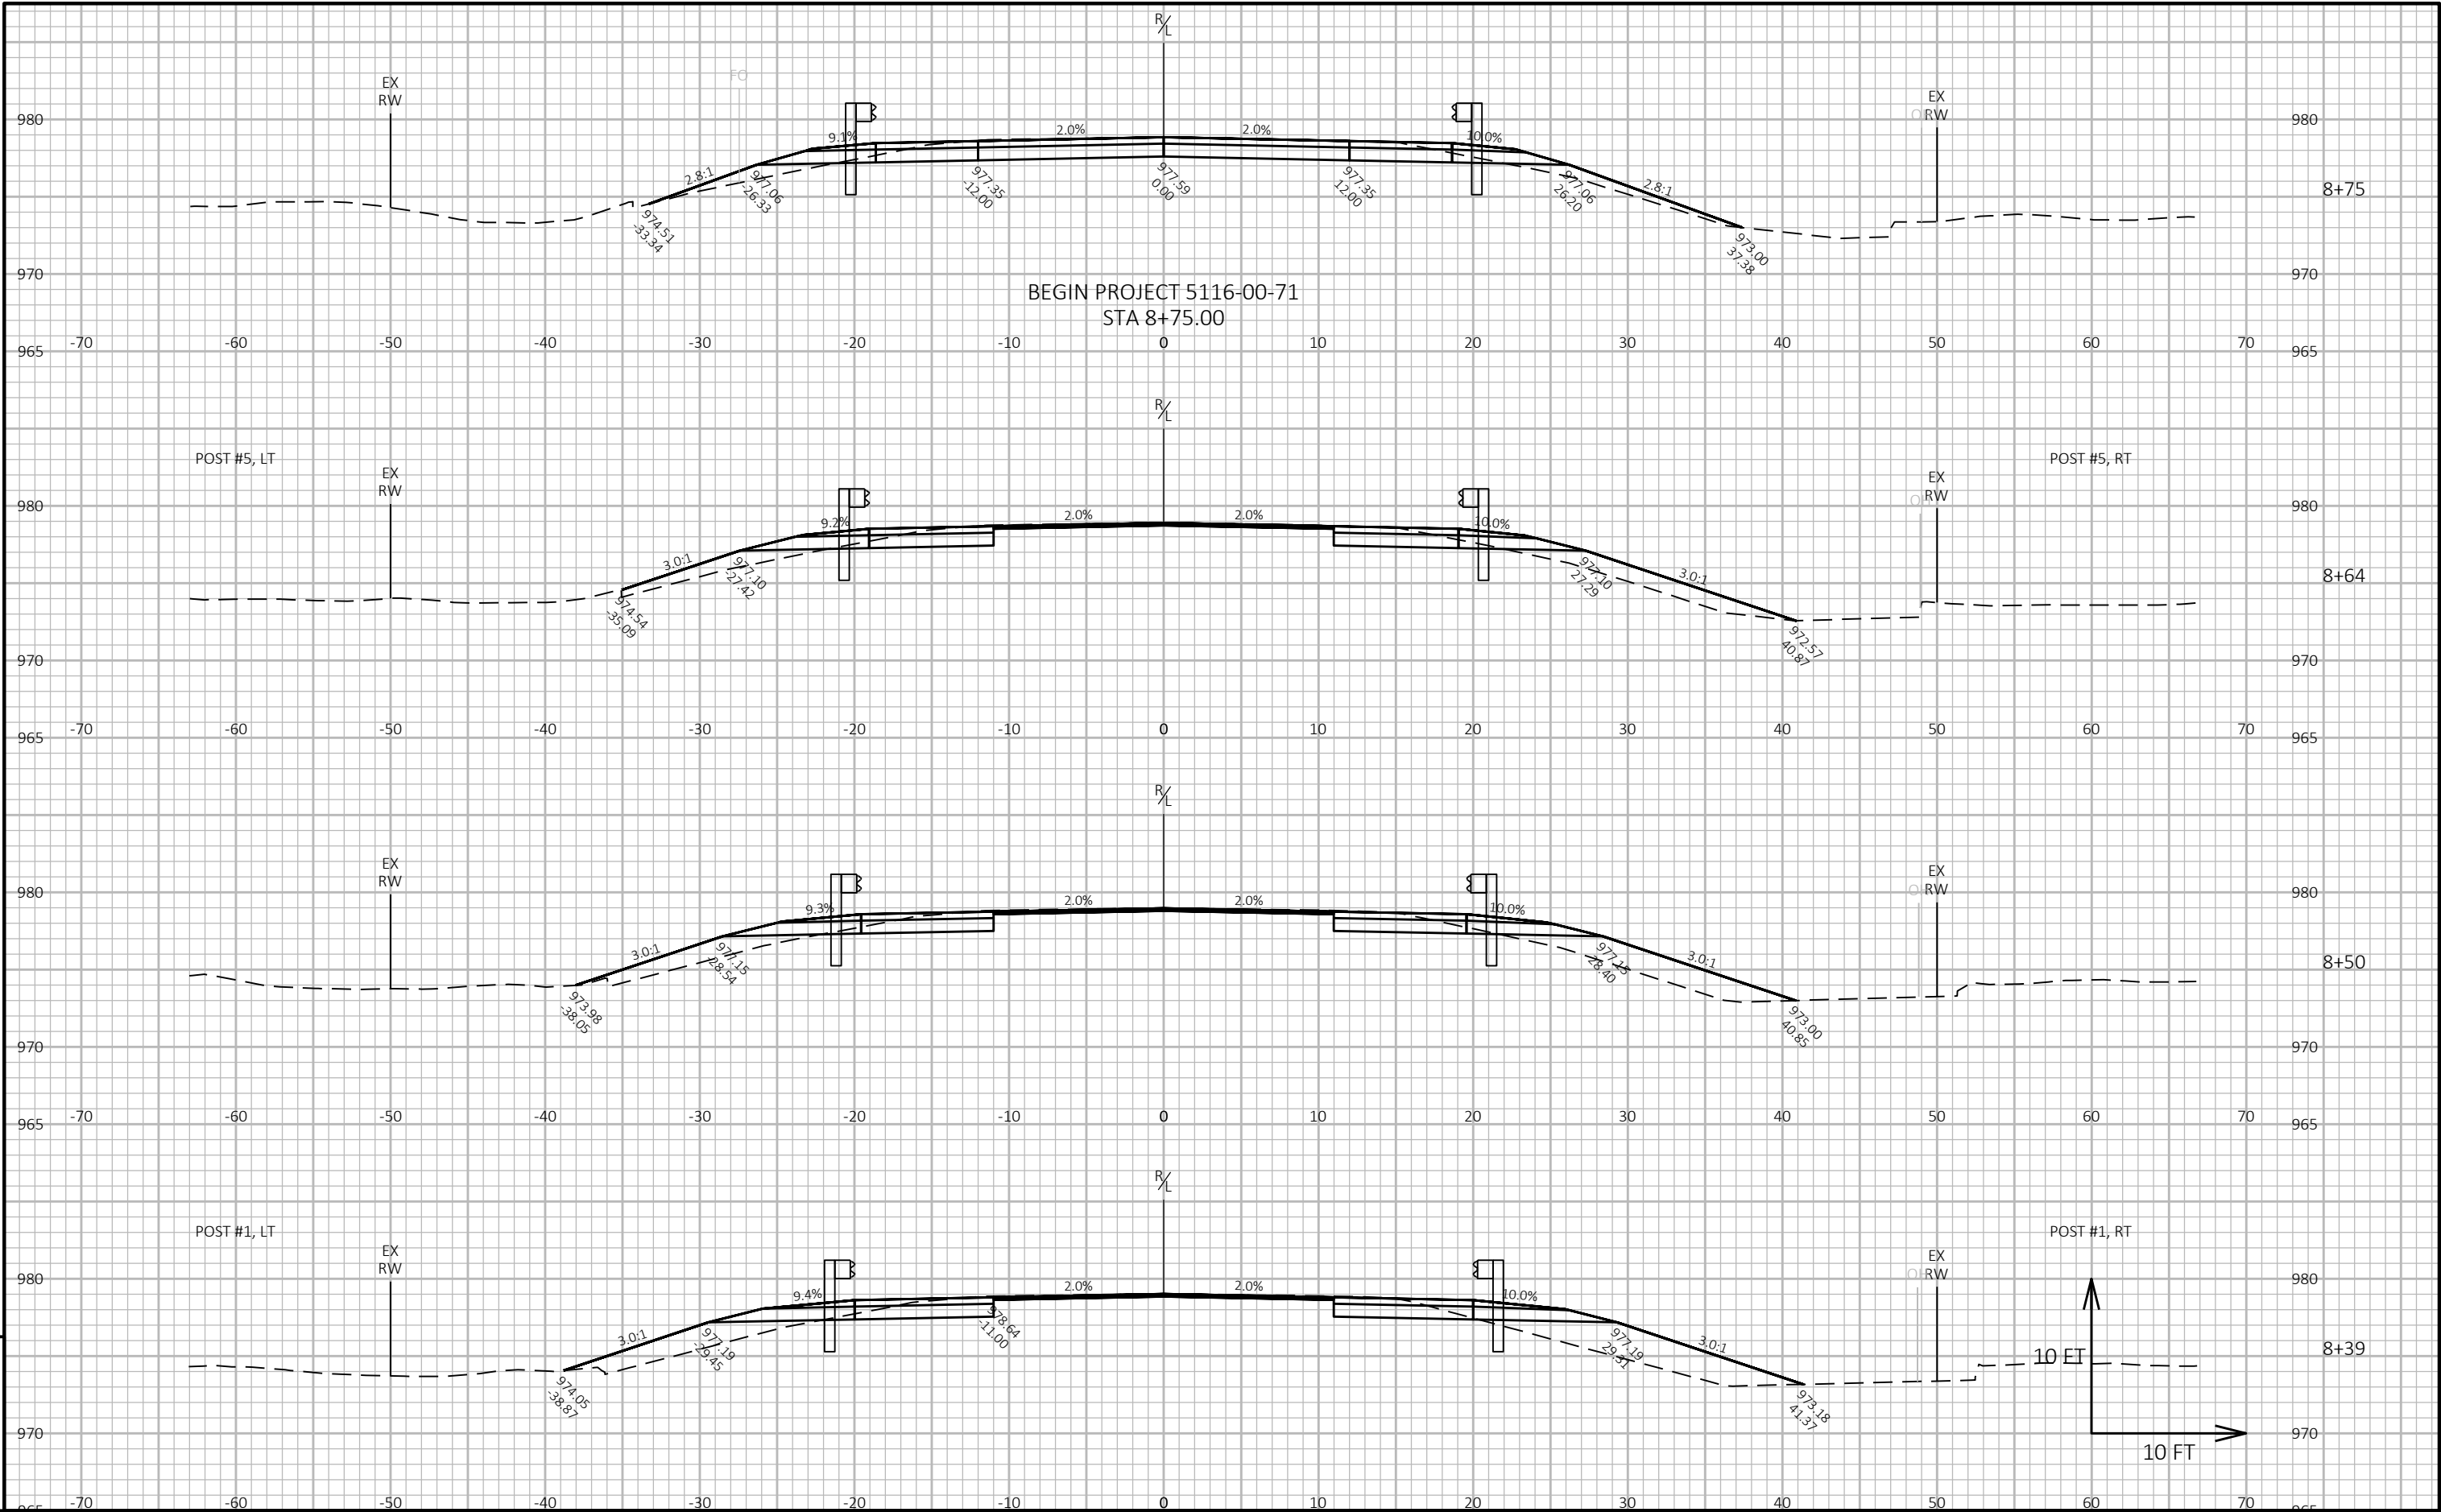 R/L
FO
EX
RW
EX
OH RW
980 980
9.1% 2.0% 2.0% 10.0%
2.8:1 2.8:1
977.06
-26.33
977.35
-12.00
977.59
0.00
977.35
12.00
977.06
26.20
8+75
974.51
-33.34
973.00
37.38
970 970
BEGIN PROJECT 5116-00-71
STA 8+75.00
965 -70 -60 -50 -40 -30 -20 -10 0 10 20 30 40 50 60 70 965
R/L
POST #5, LT
POST #5, RT
EX
RW
EX
OH RW
980 980
9.2% 2.0% 2.0% 10.0%
3.0:1 3.0:1
977.10
-27.42
977.10
27.29
8+64
974.54
-35.09
972.57
40.87
970 970
965 -70 -60 -50 -40 -30 -20 -10 0 10 20 30 40 50 60 70 965
R/L
EX
RW
EX
OH RW
980 980
9.3% 2.0% 2.0% 10.0%
3.0:1 3.0:1
977.15
-28.54
977.15
28.40
8+50
973.98
-38.05
973.00
40.85
970 970
965 -70 -60 -50 -40 -30 -20 -10 0 10 20 30 40 50 60 70 965
R/L
POST #1, LT
POST #1, RT
EX
RW
EX
OH RW
980 980
9.4% 2.0% 2.0% 10.0%
3.0:1 3.0:1
977.19
-29.45
978.64
-11.00
977.19
29.31
8+39
10 FT
974.05
-38.87
973.18
41.37
970 970
10 FT
965 -70 -60 -50 -40 -30 -20 -10 0 10 20 30 40 50 60 70 965